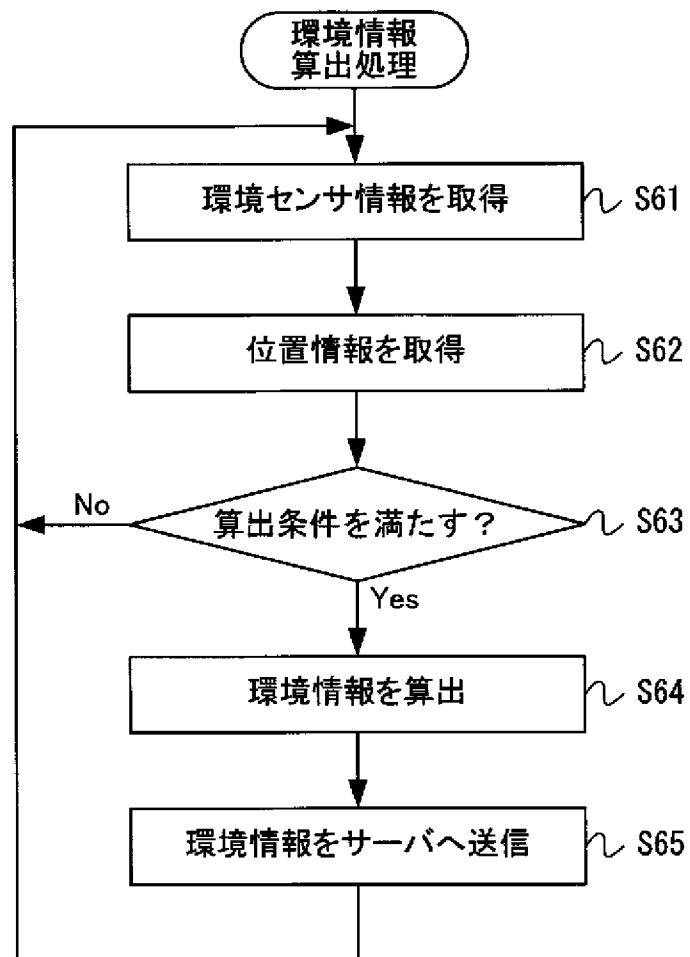 環境情報
算出処理
環境センサ情報を取得
S61
位置情報を取得
S62
No
算出条件を満たす?
S63
Yes
環境情報を算出
S64
環境情報をサーバへ送信
S65